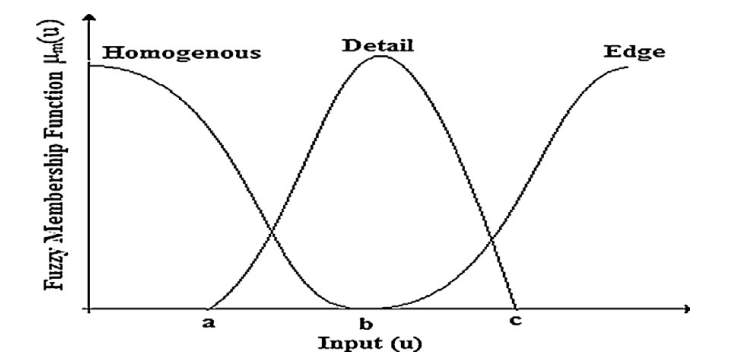 Fuzzy Membership Function μm(u)
Homogenous
Detail
Edge
a
b
c
Input (u)